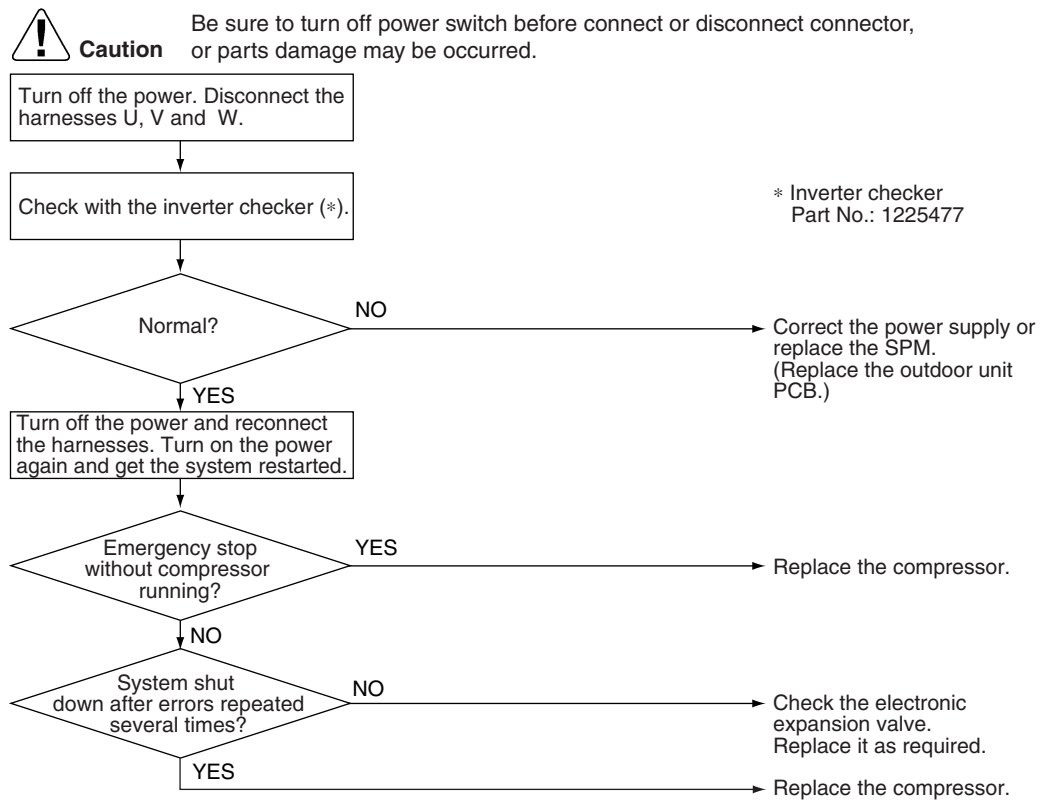 Be sure to turn off power switch before connect or disconnect connector,
Caution or parts damage may be occurred.
Turn off the power. Disconnect the
harnesses U, V and W.
Check with the inverter checker (*).
* Inverter checker
Part No.: 1225477
Normal?
NO
Correct the power supply or
replace the SPM.
(Replace the outdoor unit
PCB.)
YES
Turn off the power and reconnect
the harnesses. Turn on the power
again and get the system restarted.
Emergency stop
without compressor
running?
YES
Replace the compressor.
NO
System shut
down after errors repeated
several times?
NO
Check the electronic
expansion valve.
Replace it as required.
YES
Replace the compressor.